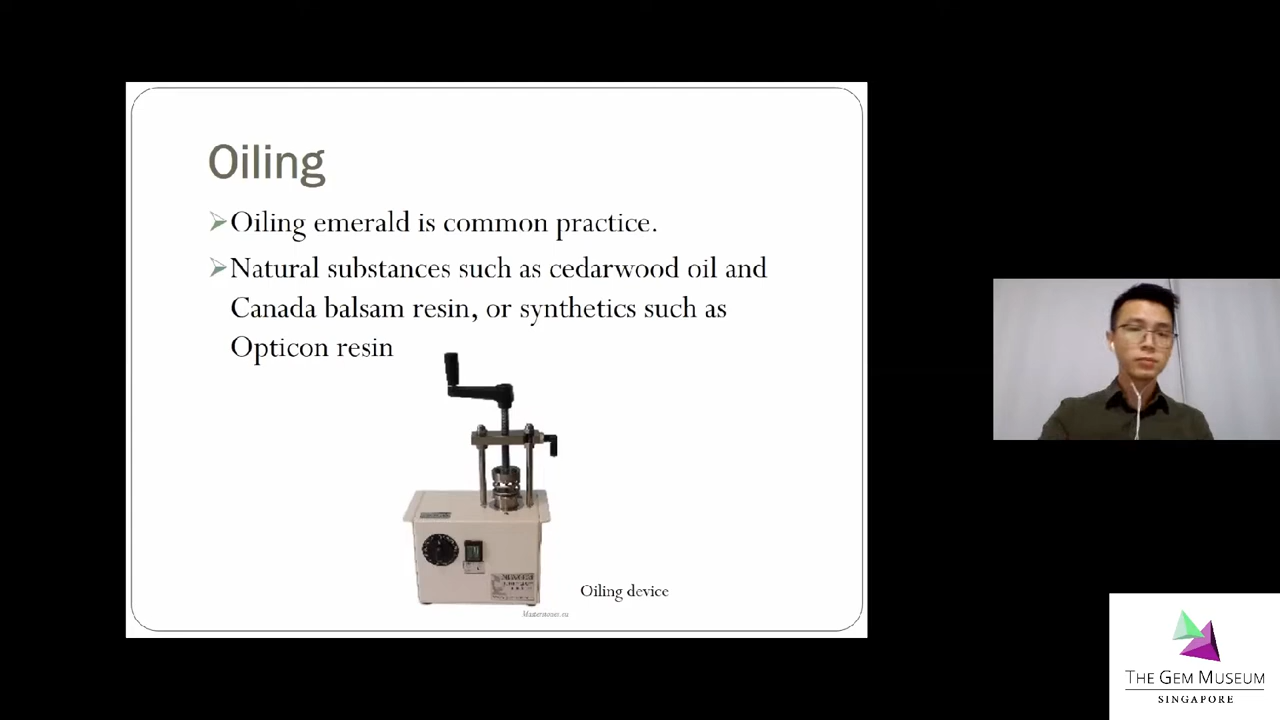 Oiling
➢Oiling emerald is common practice.
➢Natural substances such as cedarwood oil and
Canada balsam resin, or synthetics such as
Opticon resin
Oiling device
THE GEM MUSEUM
SINGAPORE